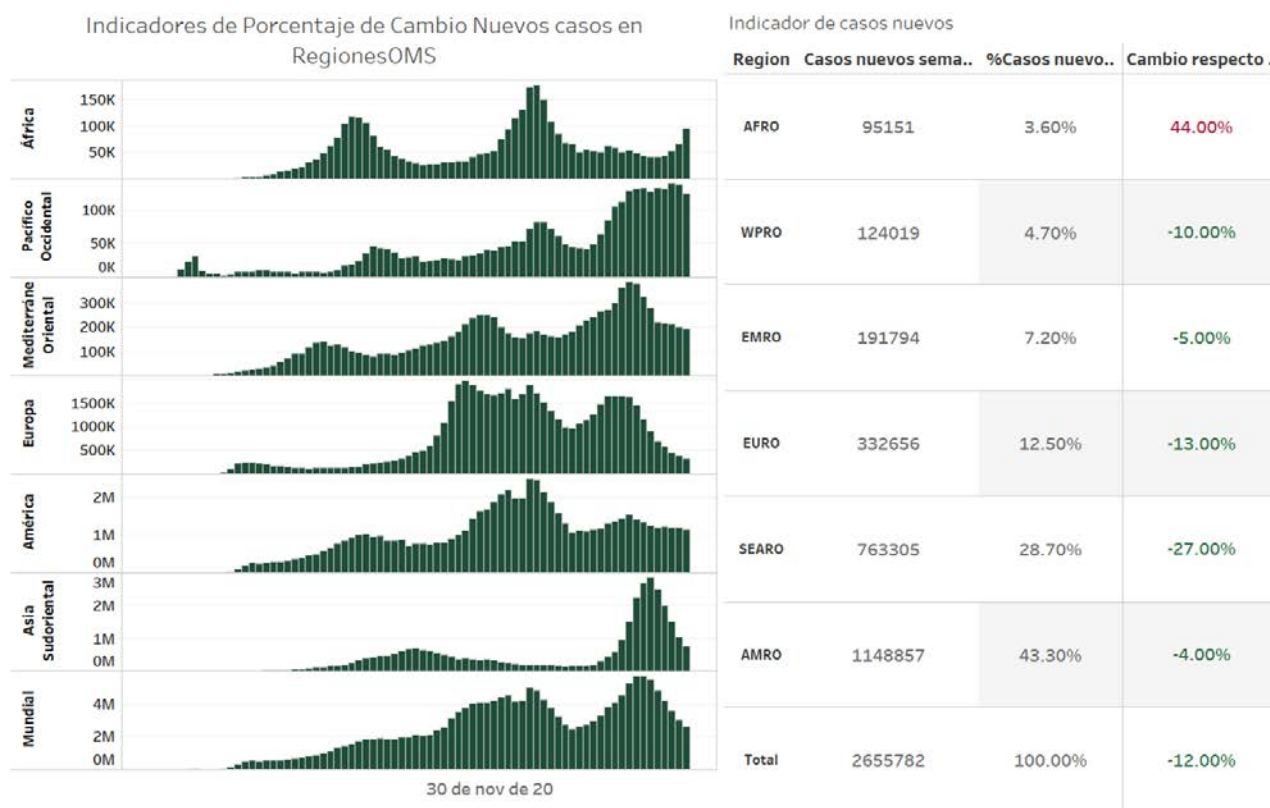 Indicadores de Porcentaje de Cambio Nuevos casos en
RegionesOMS
África
150K
100K
50K
Pacífico
Occidental
100K
50K
0K
Mediterráne
Oriental
300K
200K
100K
Europa
1500K
1000K
500K
América
2M
1M
0M
Asia
Sudoriental
3M
2M
1M
0M
Mundial
4M
2M
0M
30 de nov de 20
Indicador de casos nuevos
Region Casos nuevos sema.. %Casos nuevo.. Cambio respecto .
AFRO 95151 3.60% 44.00%
WPRO 124019 4.70% -10.00%
EMRO 191794 7.20% -5.00%
EURO 332656 12.50% -13.00%
SEARO 763305 28.70% -27.00%
AMRO 1148857 43.30% -4.00%
Total 2655782 100.00% -12.00%